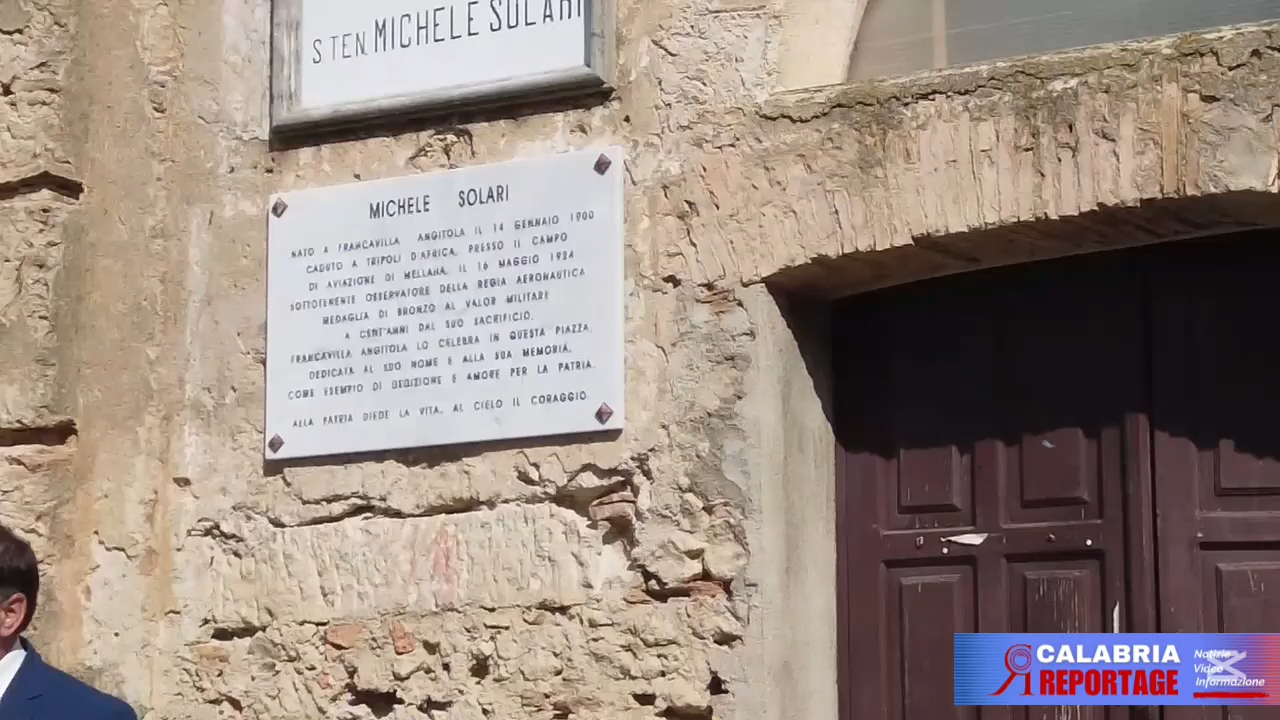 S TEN. MICHELE SOLARI
MICHELE SOLARI
NATO A FRANCAVILLA ANGITOLA IL 14 GENNAIO 1900
CADUTO A TRIPOLI D'AFRICA, PRESSO IL CAMPO
DI AVIAZIONE DI MELLAHA, IL 16 MAGGIO 1924
SOTTOTENENTE OSSERVATORE DELLA REGIA AERONAUTICA
MEDAGLIA DI BRONZO AL VALOR MILITARE
A CENT'ANNI DAL SUO SACRIFICIO,
FRANCAVILLA ANGITOLA LO CELEBRA IN QUESTA PIAZZA,
DEDICATA AL SUO NOME E ALLA SUA MEMORIA,
COME ESEMPIO DI DEDIZIONE E AMORE PER LA PATRIA.
ALLA PATRIA DIEDE LA VITA, AL CIELO IL CORAGGIO.
CALABRIA
REPORTAGE
Notizie
Video
Informazione